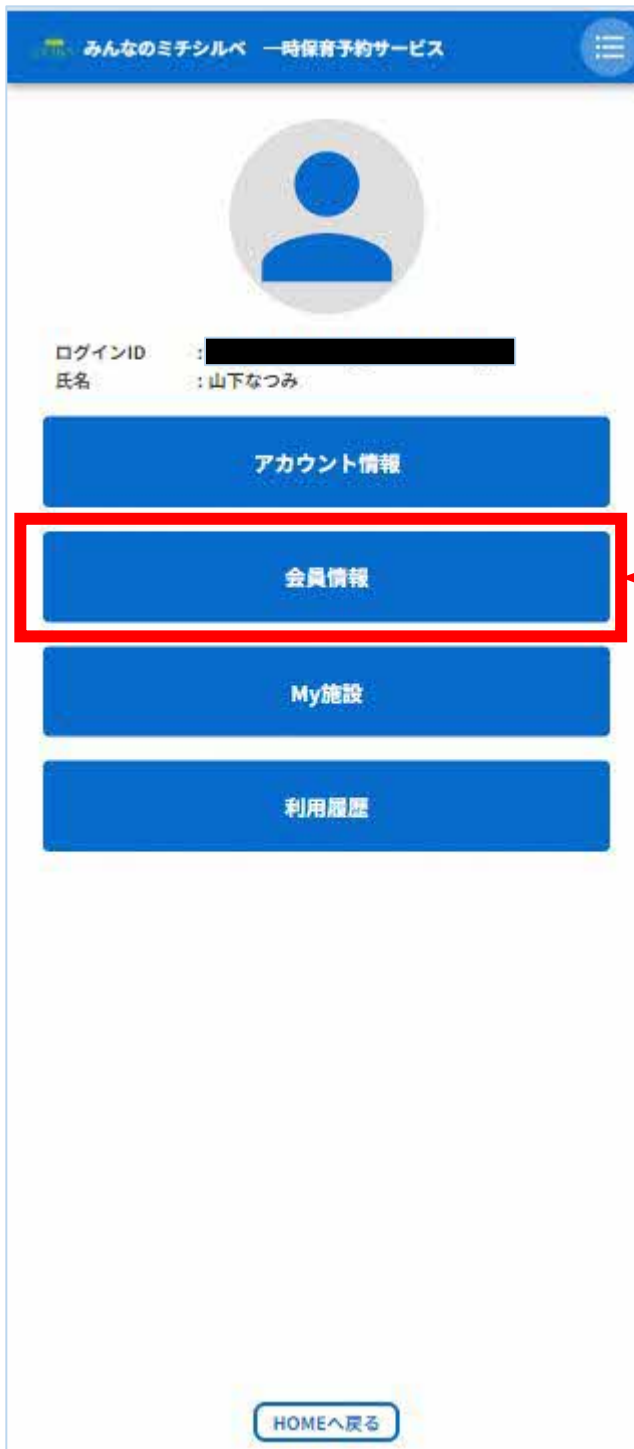 みんなのミチシルベ 一時保育予約サービス
ログインID :
氏名 : 山下なつみ
アカウント情報
会員情報
My施設
利用履歴
HOMEへ戻る